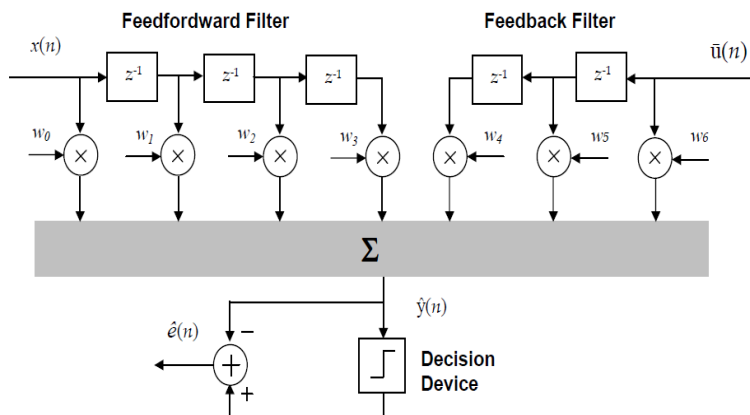 Feedfordward Filter
Feedback Filter
x(n)
z⁻¹
z⁻¹
z⁻¹
z⁻¹
z⁻¹
ū(n)
w₀
w₁
w₂
w₃
w₄
w₅
w₆
×
×
×
×
×
×
×
Σ
ê(n)
−
ŷ(n)
+
+
Decision
Device